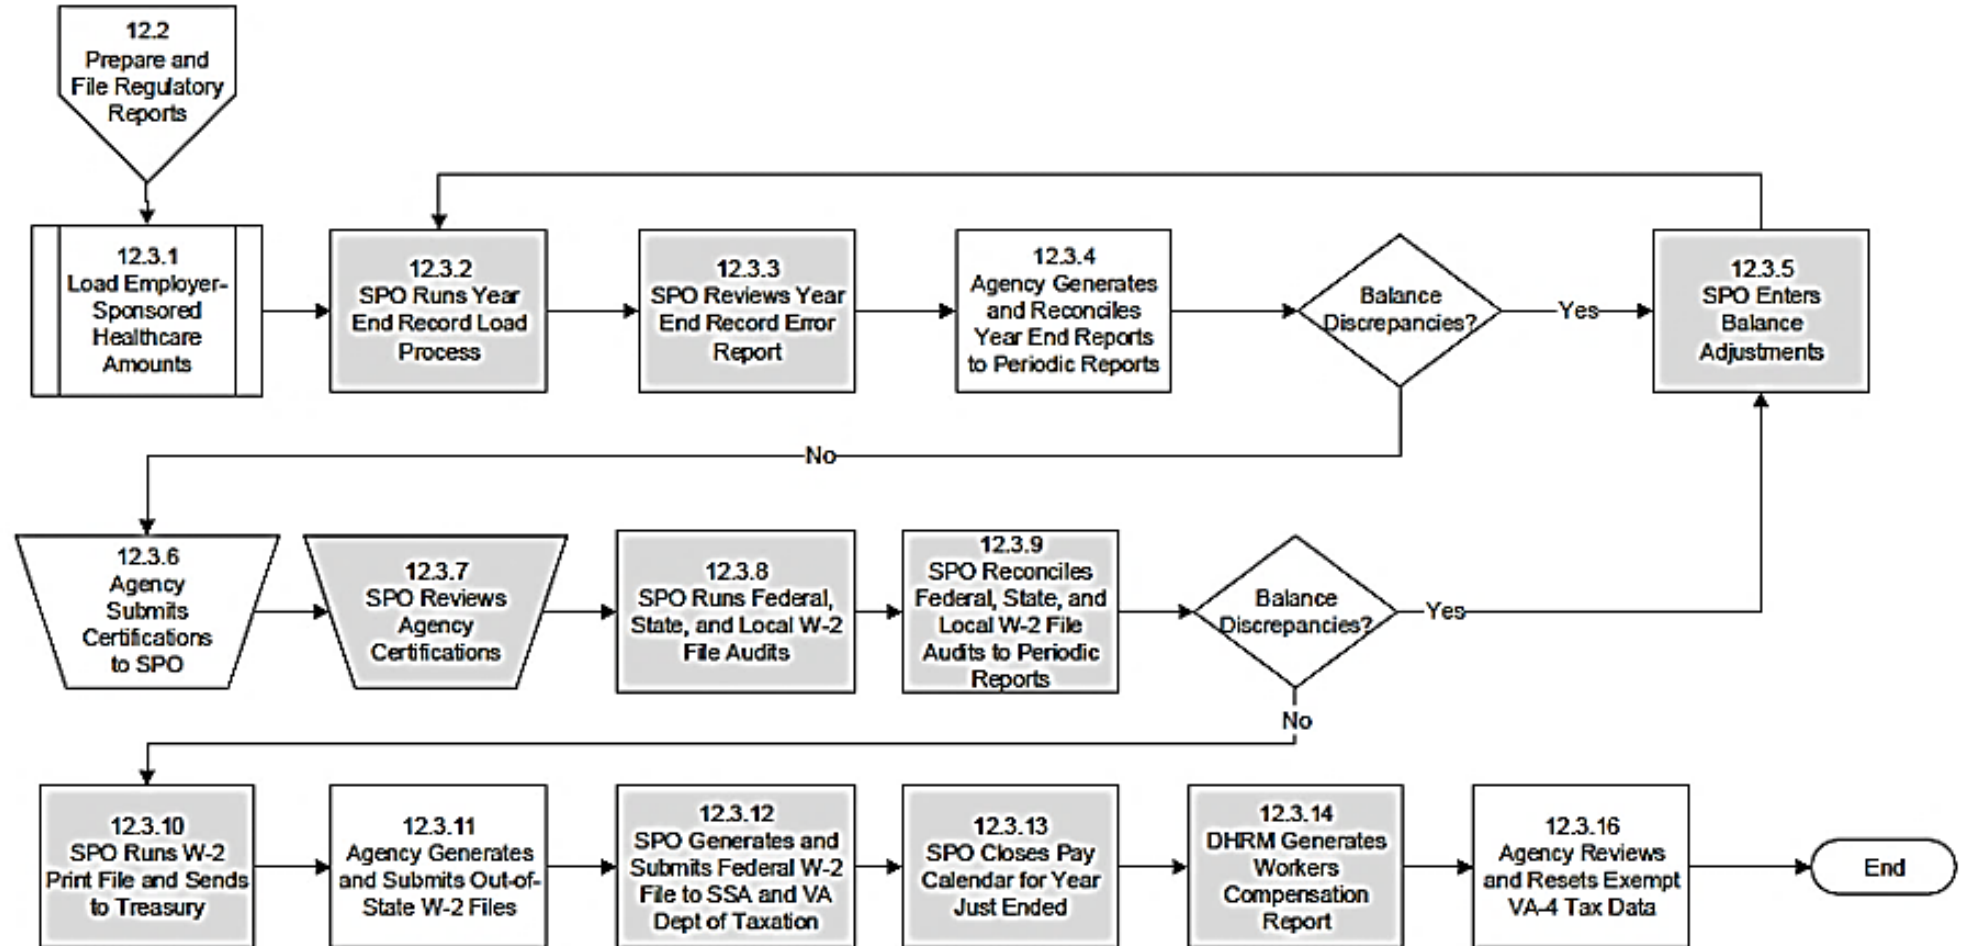 12.2
Prepare and
File Regulatory
Reports
12.3.1
Load Employer-
Sponsored
Healthcare
Amounts
12.3.2
SPO Runs Year
End Record Load
Process
12.3.3
SPO Reviews Year
End Record Error
Report
12.3.4
Agency Generates
and Reconciles
Year End Reports
to Periodic Reports
Balance
Discrepancies?
Yes
12.3.5
SPO Enters
Balance
Adjustments
No
12.3.6
Agency
Submits
Certifications
to SPO
12.3.7
SPO Reviews
Agency
Certifications
12.3.8
SPO Runs Federal,
State, and Local W-2
File Audits
12.3.9
SPO Reconciles
Federal, State, and
Local W-2 File
Audits to Periodic
Reports
Balance
Discrepancies?
Yes
No
12.3.10
SPO Runs W-2
Print File and Sends
to Treasury
12.3.11
Agency Generates
and Submits Out-of-
State W-2 Files
12.3.12
SPO Generates and
Submits Federal W-2
File to SSA and VA
Dept of Taxation
12.3.13
SPO Closes Pay
Calendar for Year
Just Ended
12.3.14
DHRM Generates
Workers
Compensation
Report
12.3.16
Agency Reviews
and Resets Exempt
VA-4 Tax Data
End